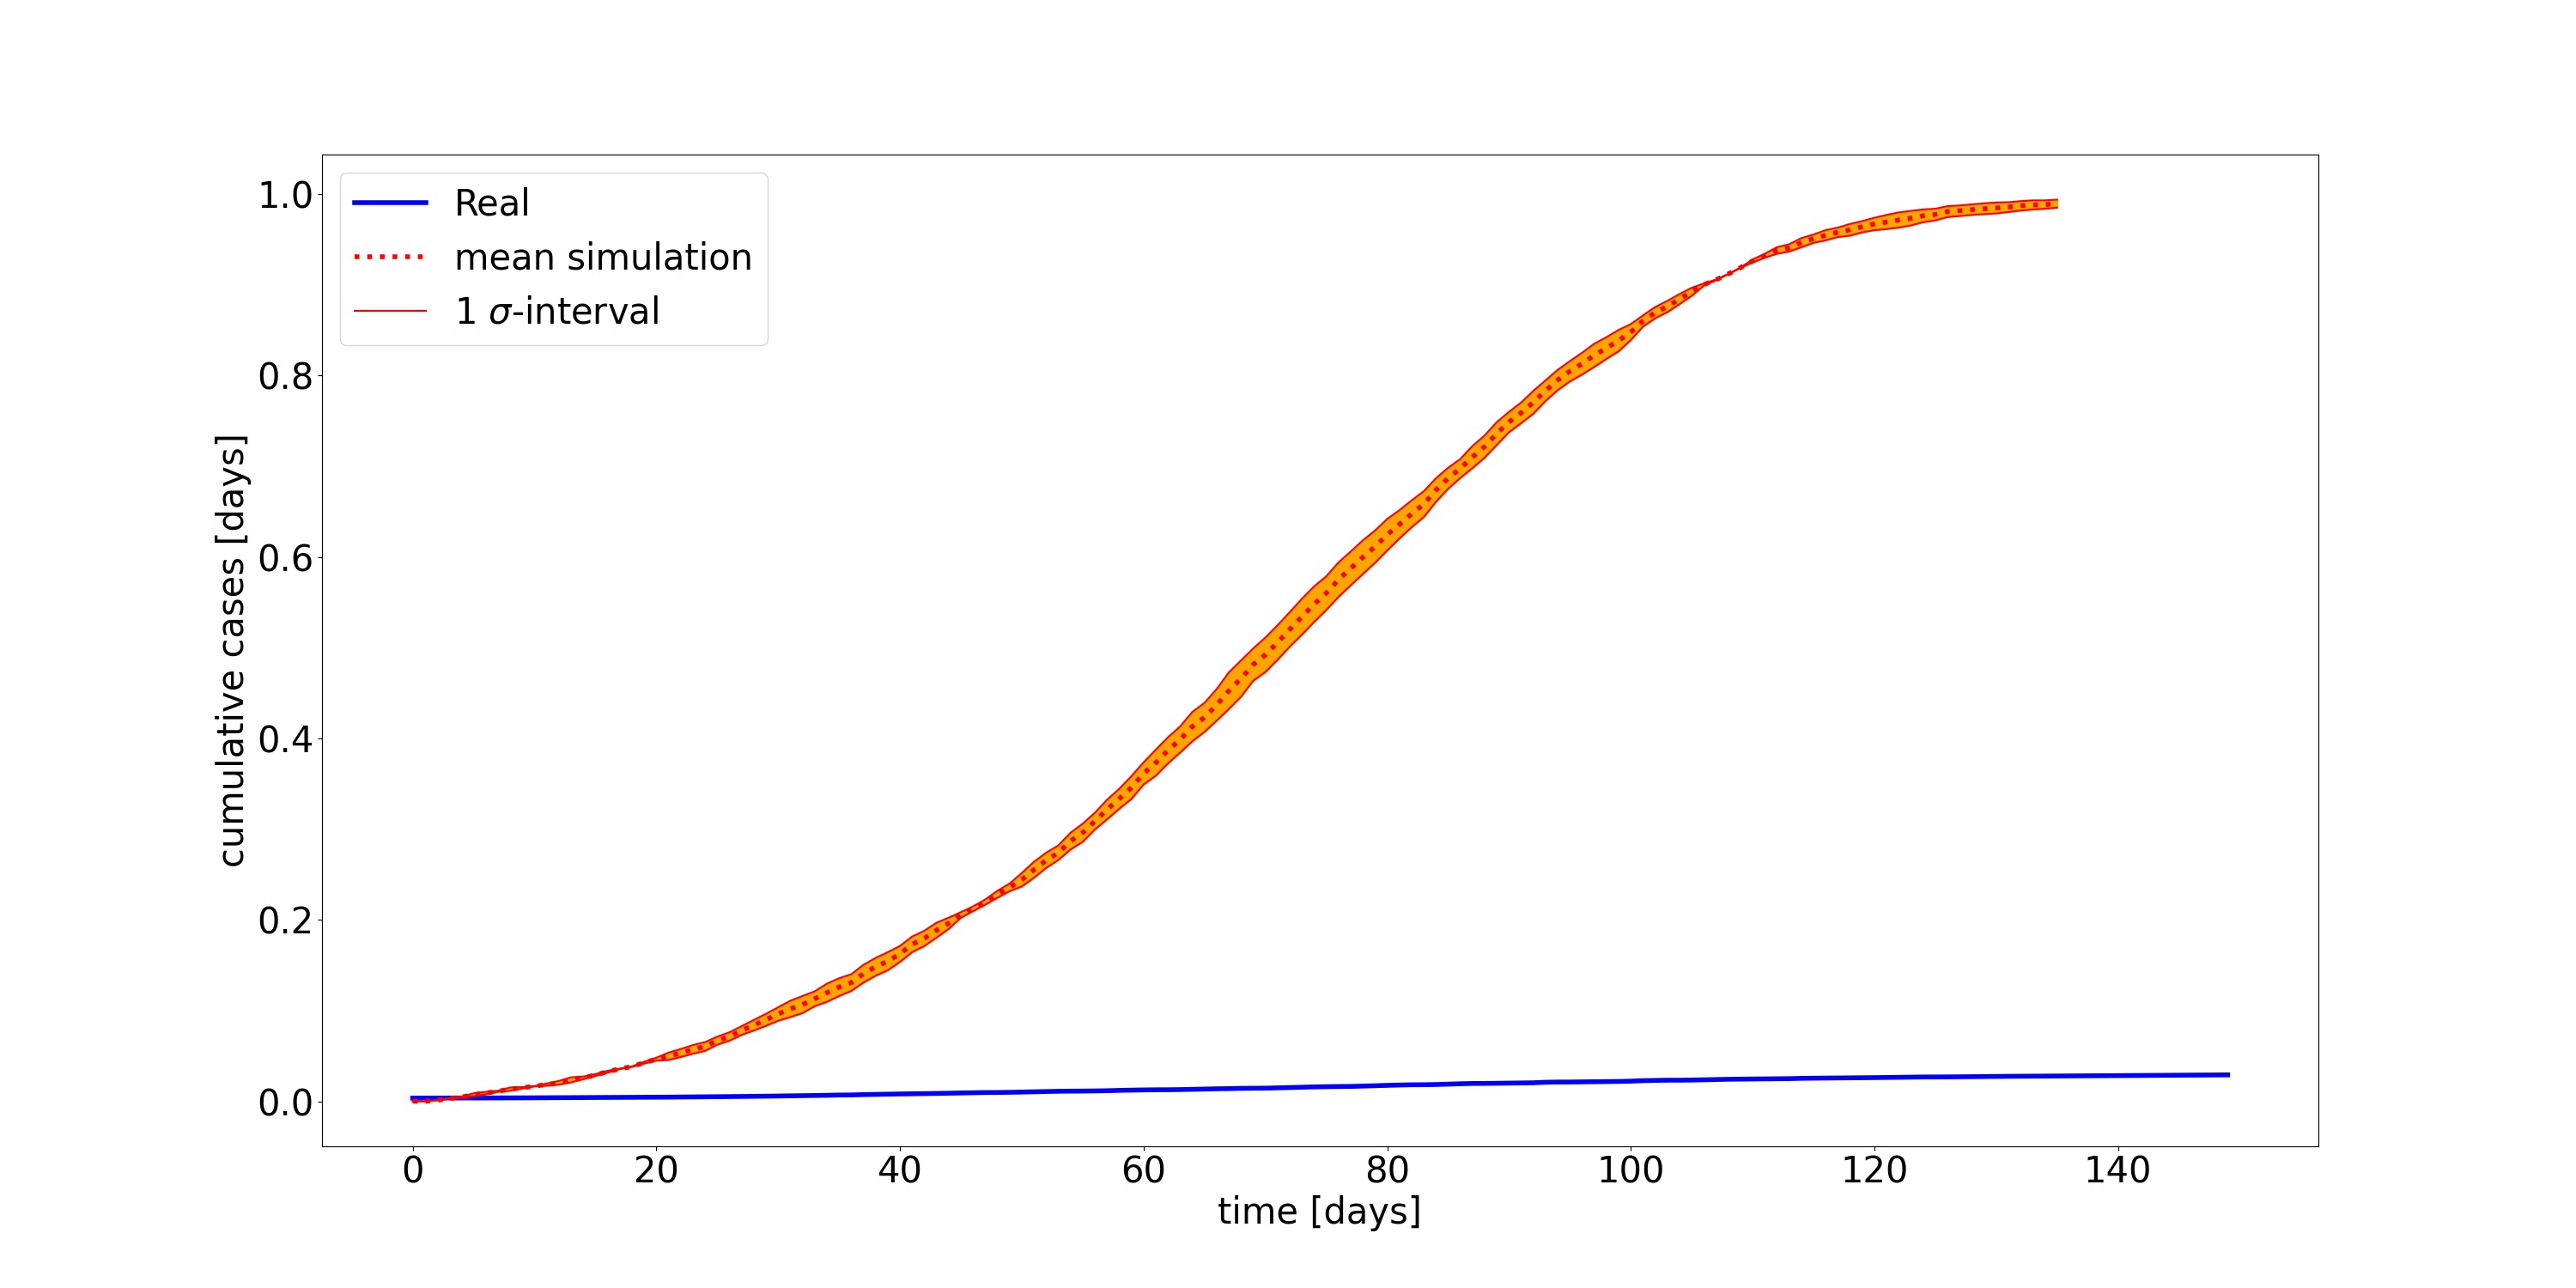 Real
mean simulation
1 σ-interval
1.0
0.8
0.6
0.4
0.2
0.0
cumulative cases [days]
0 20 40 60 80 100 120 140
time [days]